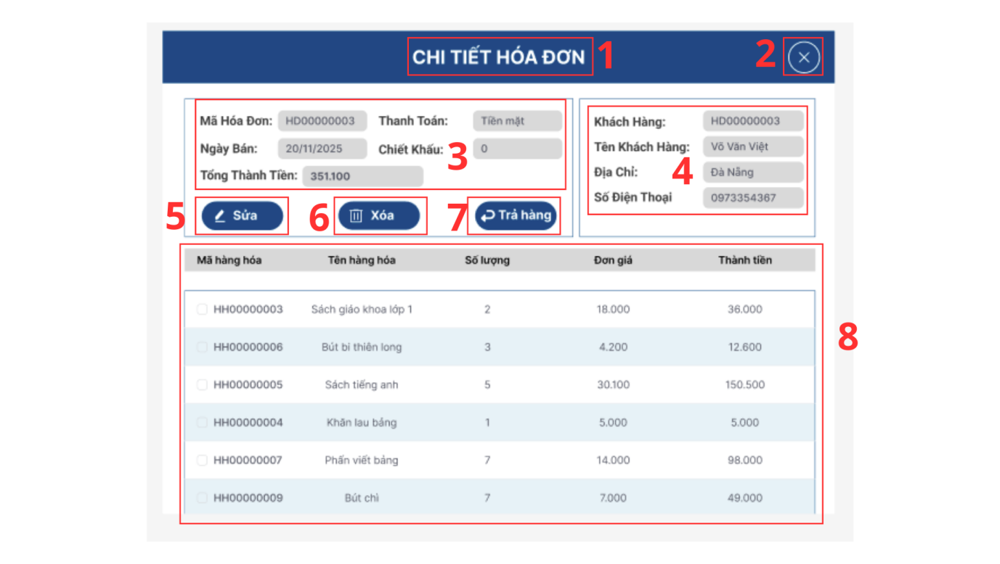 CHI TIẾT HÓA ĐƠN 1 2
Mã Hóa Đơn: HD00000003 Thanh Toán: Tiền mặt
Ngày Bán: 20/11/2025 Chiết Khấu: 0
3
Tổng Thành Tiền: 351.100
Khách Hàng: HD00000003
Tên Khách Hàng: Võ Văn Việt
Địa Chỉ: 4 Đà Nẵng
Số Điện Thoại 0973354367
5 Sửa 6 Xóa 7 Trả hàng
Mã hàng hóa Tên hàng hóa Số lượng Đơn giá Thành tiền
HH00000003 Sách giáo khoa lớp 1 2 18.000 36.000
8
HH00000006 Bút bi thiên long 3 4.200 12.600
HH00000005 Sách tiếng anh 5 30.100 150.500
HH00000004 Khăn lau bảng 1 5.000 5.000
HH00000007 Phấn viết bảng 7 14.000 98.000
HH00000009 Bút chì 7 7.000 49.000